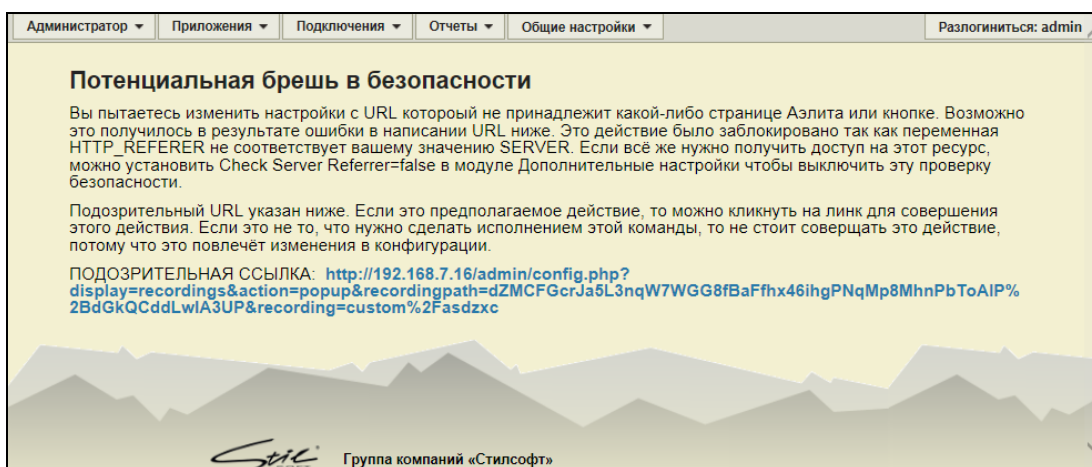 Администратор Приложения Подключения Отчеты Общие настройки Разлогиниться: admin
Потенциальная брешь в безопасности
Вы пытаетесь изменить настройки с URL котороый не принадлежит какой-либо странице Аэлита или кнопке. Возможно
это получилось в результате ошибки в написании URL ниже. Это действие было заблокировано так как переменная
HTTP_REFERER не соответствует вашему значению SERVER. Если всё же нужно получить доступ на этот ресурс,
можно установить Check Server Referrer=false в модуле Дополнительные настройки чтобы выключить эту проверку
безопасности.
Подозрительный URL указан ниже. Если это предполагаемое действие, то можно кликнуть на линк для совершения
этого действия. Если это не то, что нужно сделать исполнением этой команды, то не стоит соверщать это действие,
потому что это повлечёт изменения в конфигурации.
ПОДОЗРИТЕЛЬНАЯ ССЫЛКА: http://192.168.7.16/admin/config.php?
display=recordings&action=popup&recordingpath=dZMCFGcrJa5L3nqW7WGG8fBaFfhx46ihgPNqMp8MhnPbToAIP%
2BdGkQCddLwIA3UP&recording=custom%2Fasdzxc
Stil Группа компаний «Стилсофт»